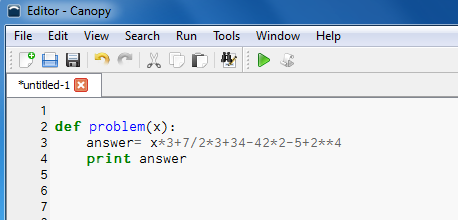 Editor - Canopy
File Edit View Search Run Tools Window Help
*untitled-1
1
2 def problem(x):
3 answer= x*3+7/2*3+34-42*2-5+2**4
4 print answer
5
6
7